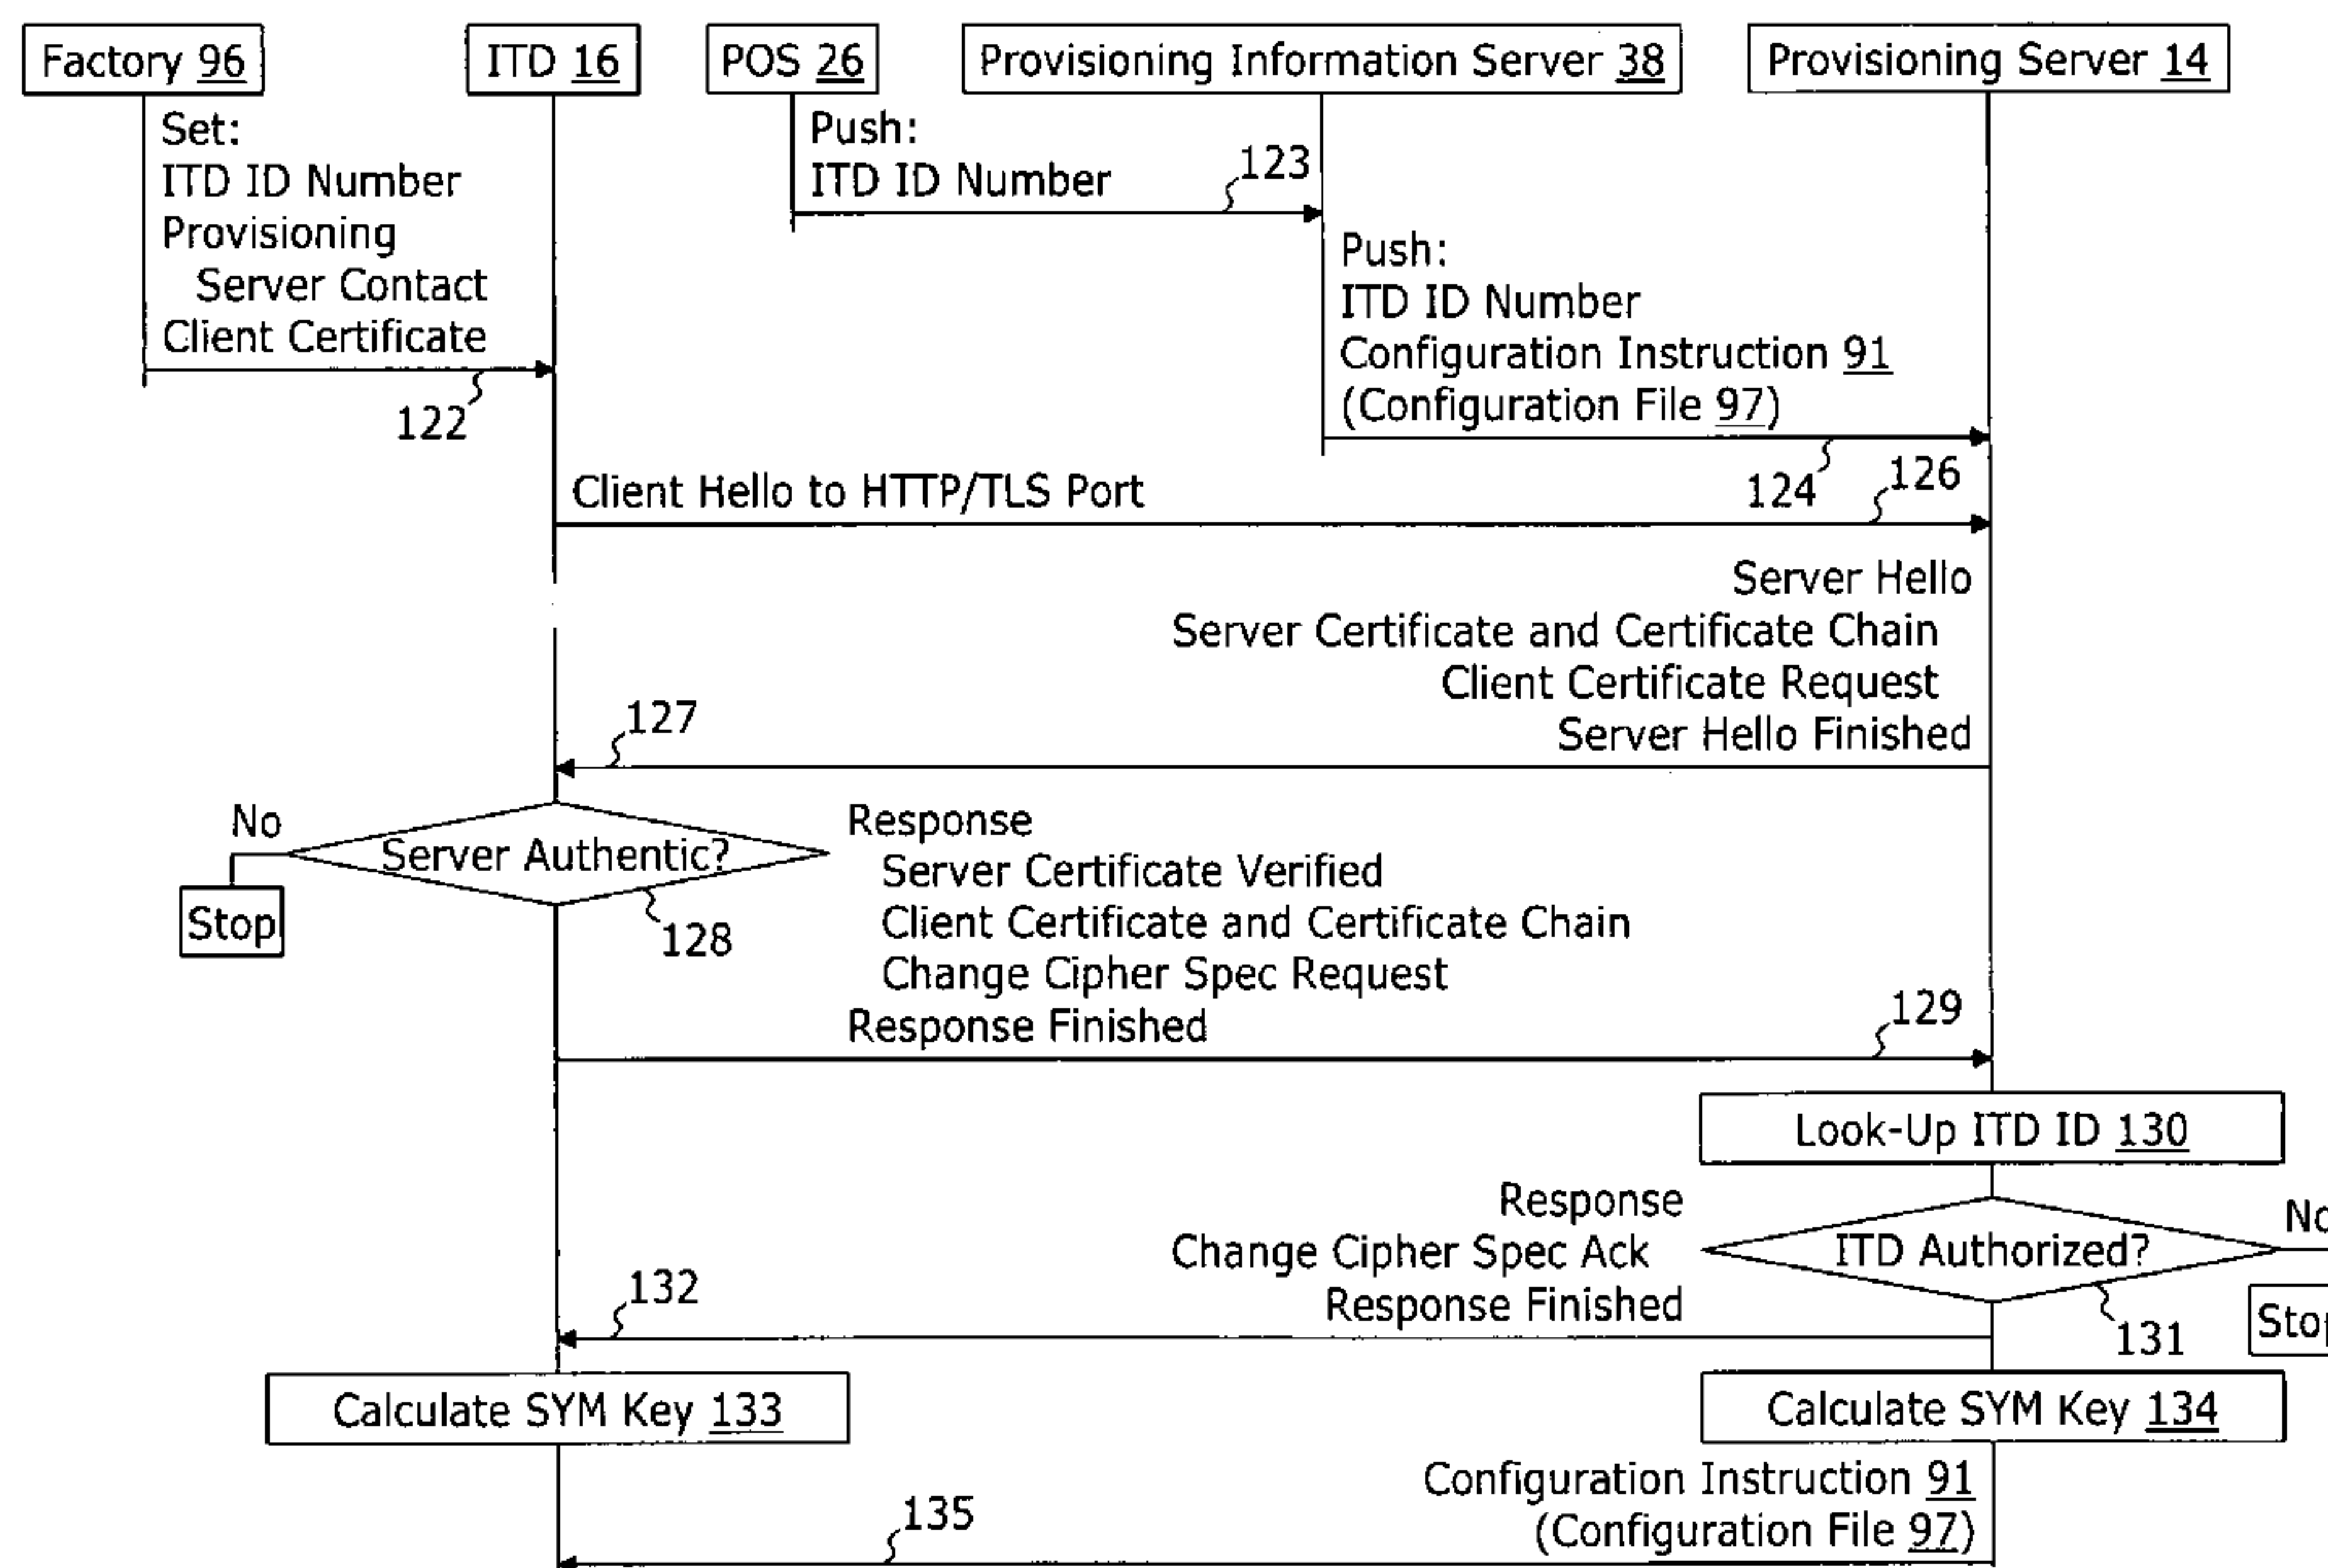 Factory 96
ITD 16
POS 26
Provisioning Information Server 38
Provisioning Server 14
Set:
ITD ID Number
Provisioning
Server Contact
Client Certificate
122
Push:
ITD ID Number
123
Push:
ITD ID Number
Configuration Instruction 91
(Configuration File 97)
124
Client Hello to HTTP/TLS Port
126
Server Hello
Server Certificate and Certificate Chain
Client Certificate Request
Server Hello Finished
127
No
Server Authentic?
Stop
128
Response
Server Certificate Verified
Client Certificate and Certificate Chain
Change Cipher Spec Request
Response Finished
129
Look-Up ITD ID 130
Response
Change Cipher Spec Ack
Response Finished
ITD Authorized?
No
Stop
131
132
Calculate SYM Key 133
Calculate SYM Key 134
Configuration Instruction 91
(Configuration File 97)
135